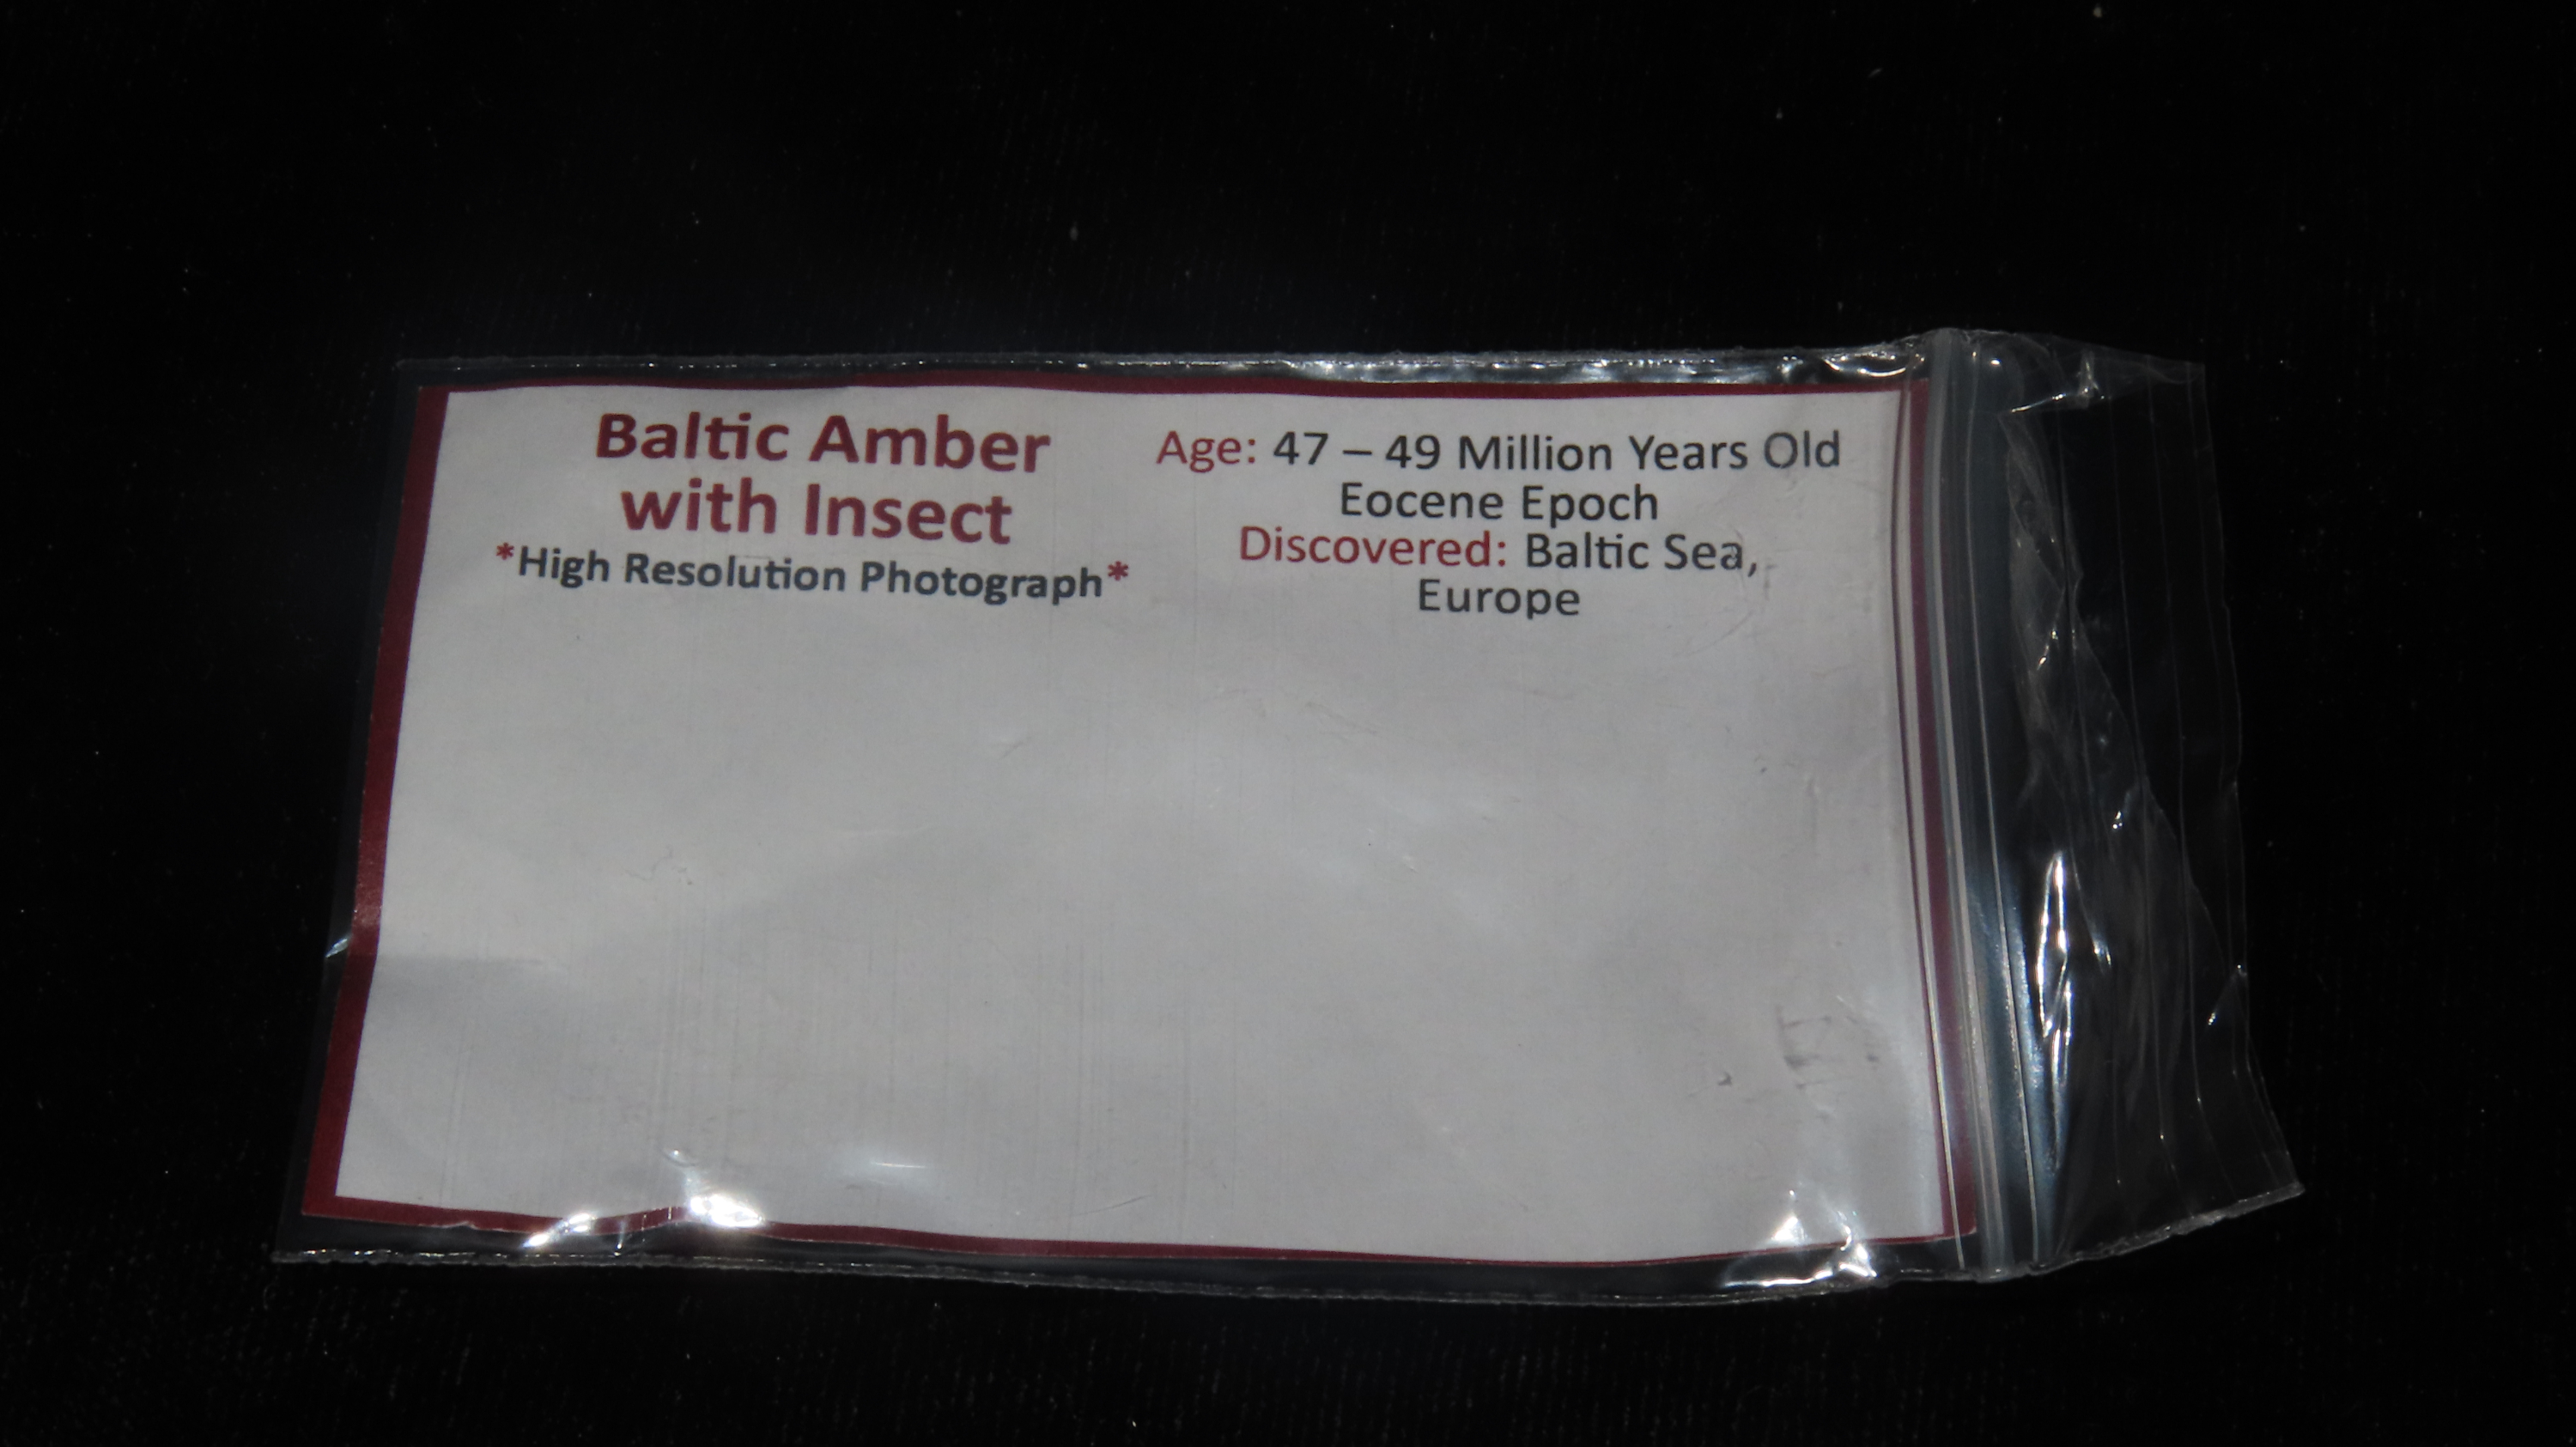 Baltic Amber
with Insect
*High Resolution Photograph*
Age: 47 – 49 Million Years Old
Eocene Epoch
Discovered: Baltic Sea,
Europe